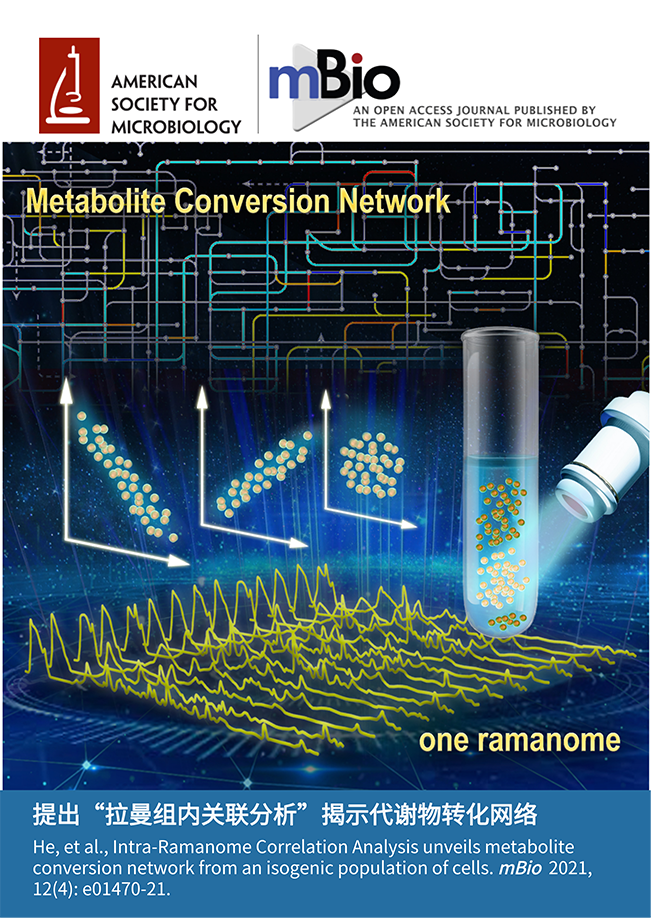 AMERICAN
SOCIETY FOR
MICROBIOLOGY
mBio
AN OPEN ACCESS JOURNAL PUBLISHED BY
THE AMERICAN SOCIETY FOR MICROBIOLOGY
Metabolite Conversion Network
one ramanome
提出“拉曼组内关联分析”揭示代谢物转化网络
He, et al., Intra-Ramanome Correlation Analysis unveils metabolite
conversion network from an isogenic population of cells. mBio 2021,
12(4): e01470-21.